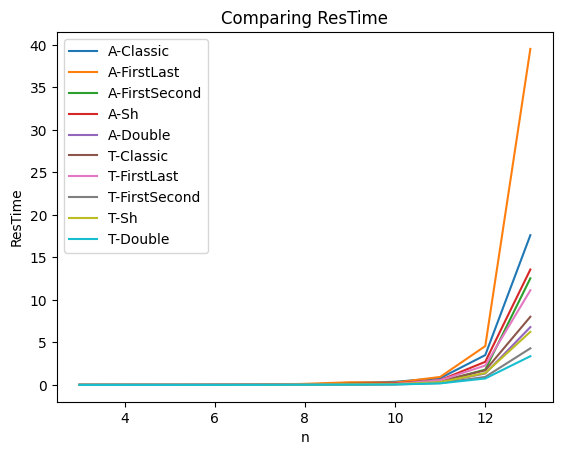 Comparing ResTime
ResTime
40
35
30
25
20
15
10
5
0
A-Classic
A-FirstLast
A-FirstSecond
A-Sh
A-Double
T-Classic
T-FirstLast
T-FirstSecond
T-Sh
T-Double
4 6 8 10 12
n